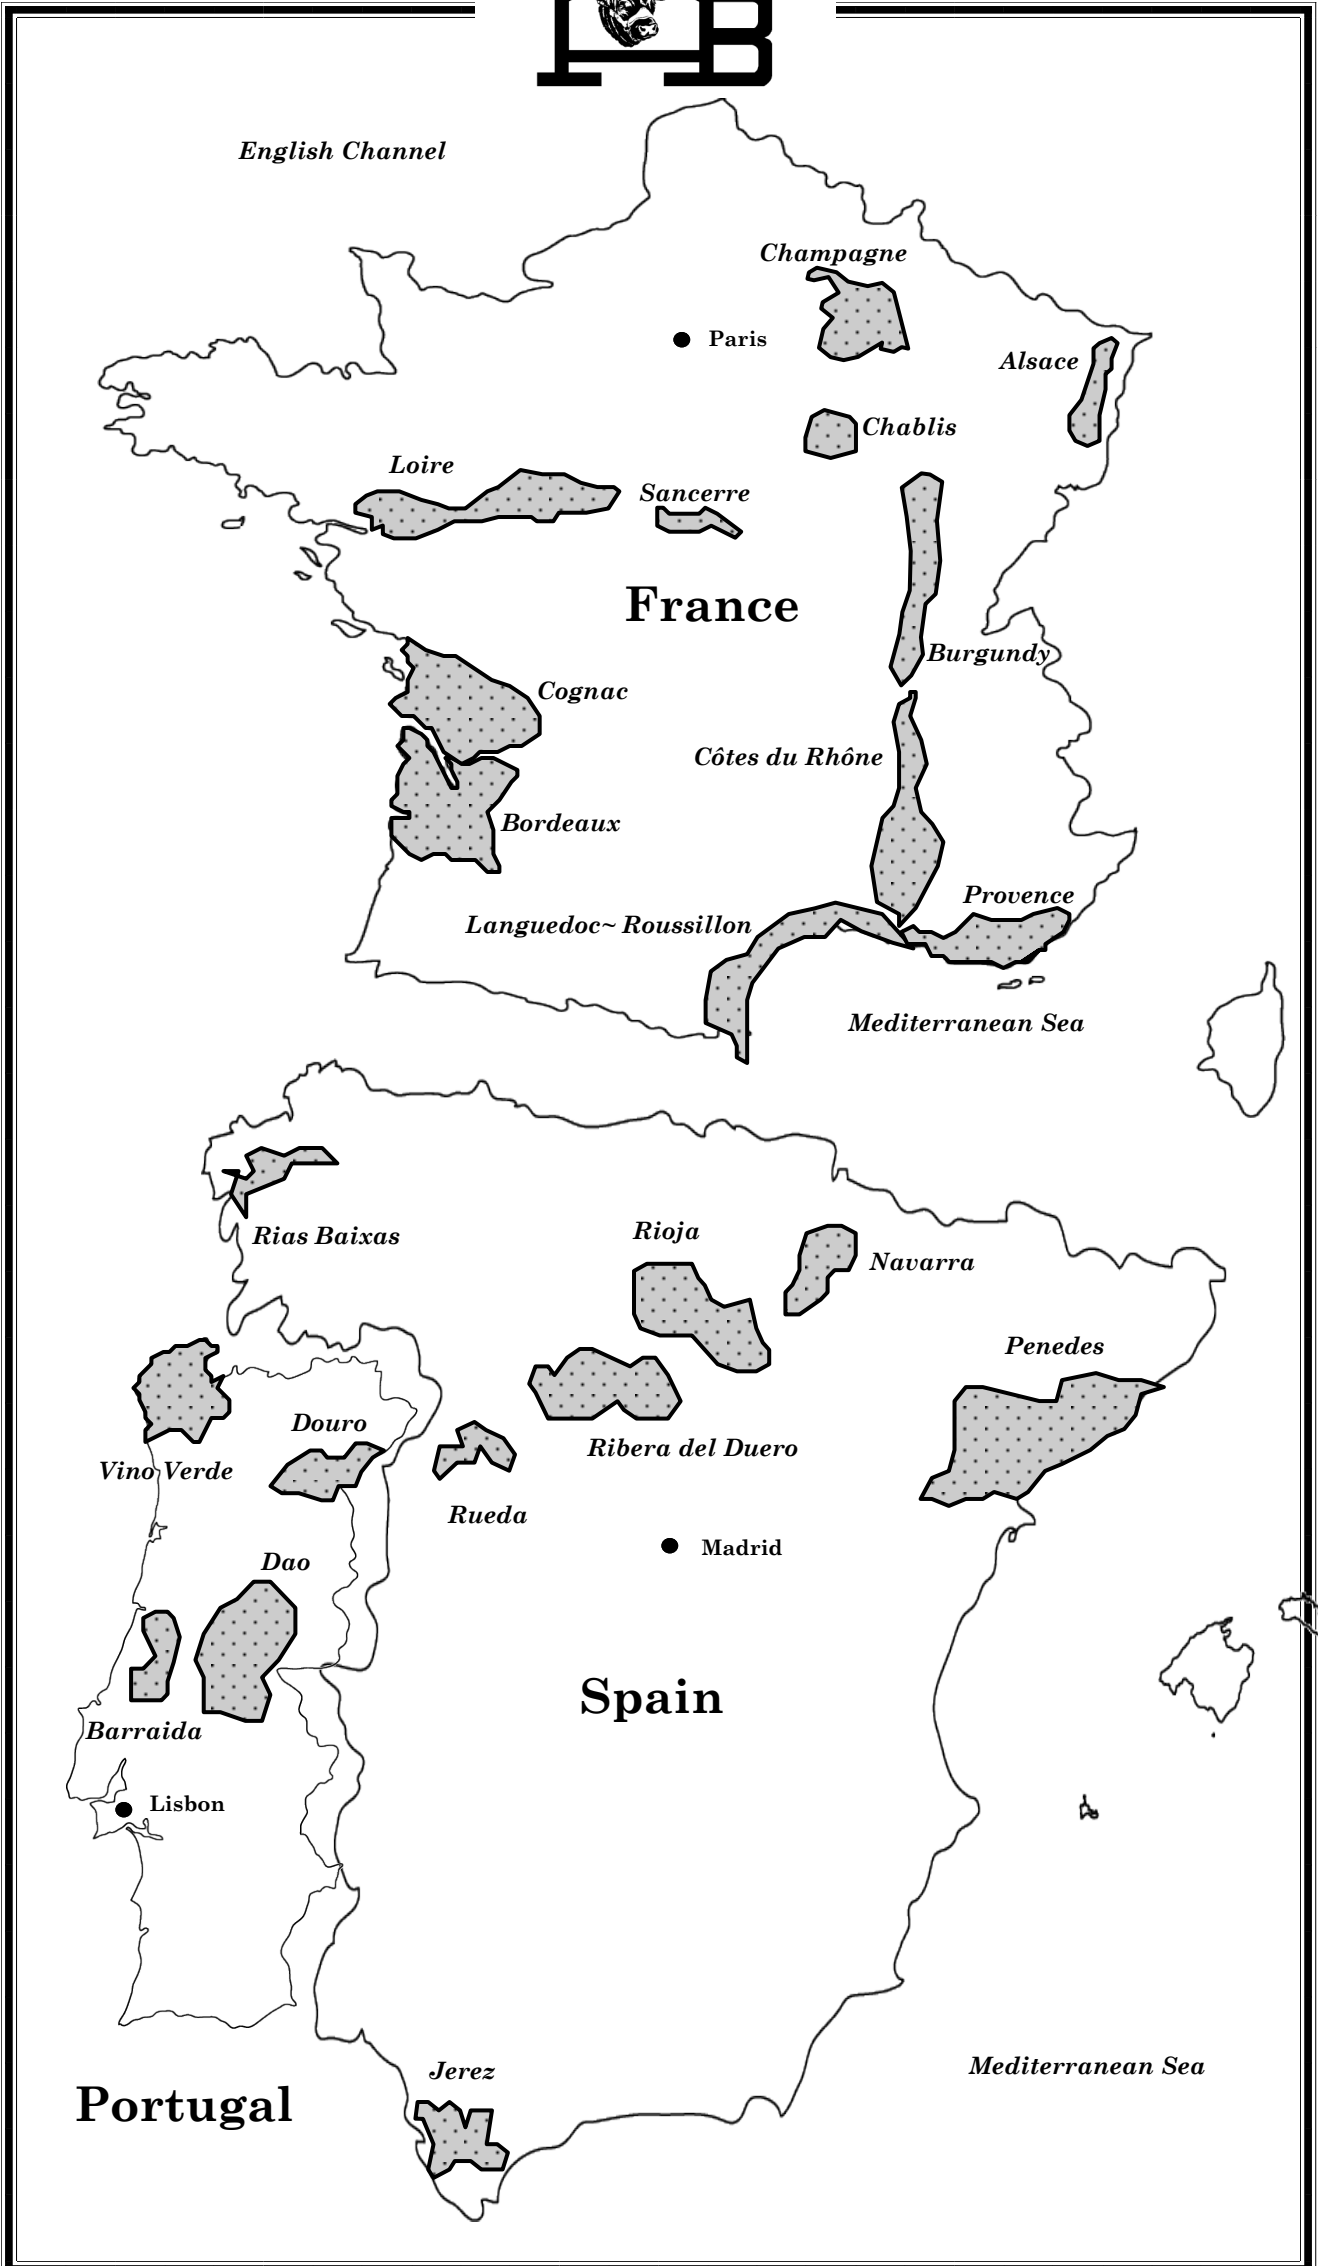 AB
English Channel
Champagne
Paris
Alsace
Chablis
Loire
Sancerre
France
Burgundy
Cognac
Côtes du Rhône
Bordeaux
Provence
Languedoc~Roussillon
Mediterranean Sea
Rias Baixas
Rioja
Navarra
Penedes
Douro
Ribera del Duero
Vino Verde
Rueda
Madrid
Dao
Spain
Barraida
Lisbon
Mediterranean Sea
Jerez
Portugal